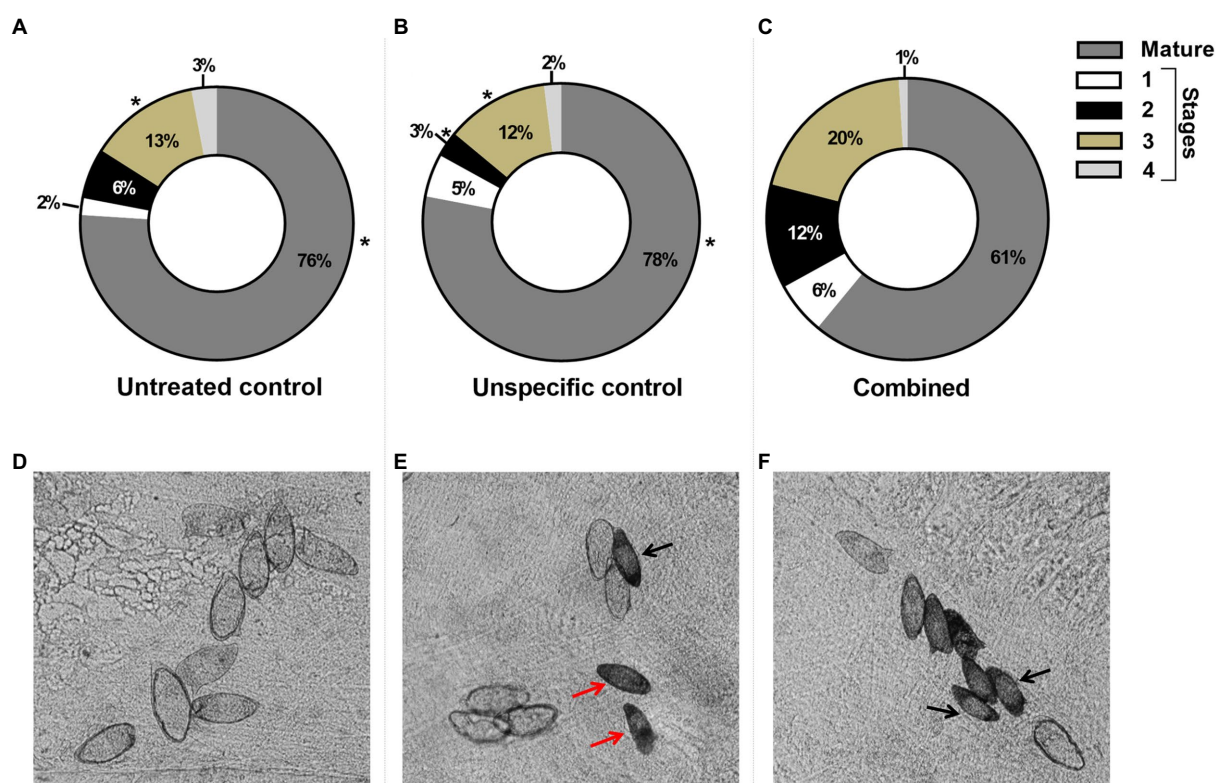 A
B
C
3%
13%
6%
2%
76%
*
*
Untreated control
2%
12%
3%
5%
78%
*
*
*
Unspecific control
1%
20%
12%
6%
61%
Combined
Mature
1
2
3
4
Stages
D
E
F